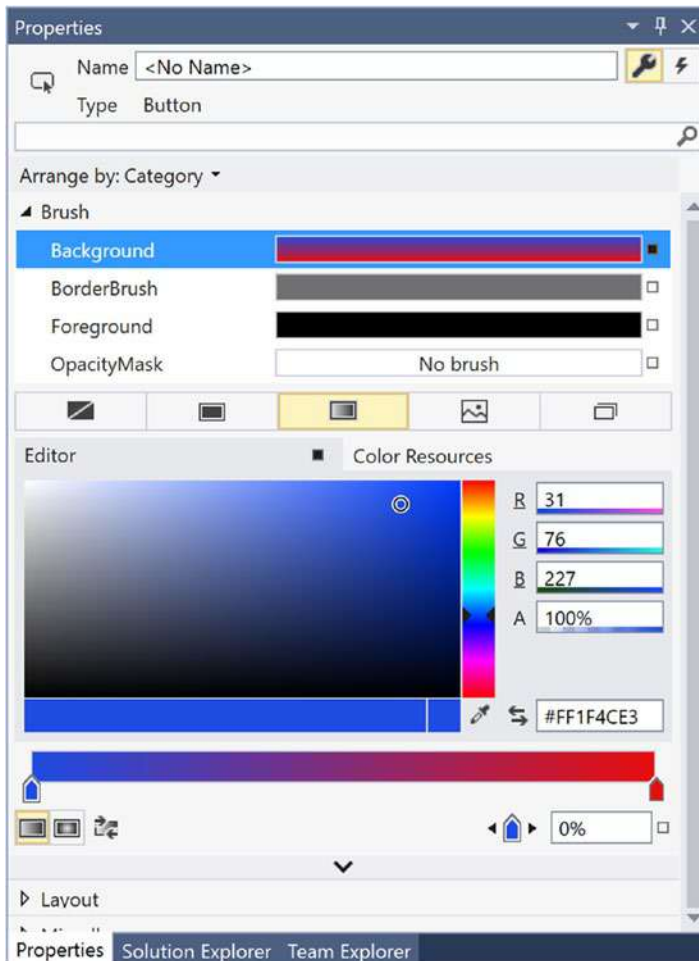 Properties
Name <No Name>
Type Button
Arrange by: Category
Brush
Background
BorderBrush
Foreground
OpacityMask No brush
Editor Color Resources
R 31
G 76
B 227
A 100%
#FF1F4CE3
0%
Layout
Properties Solution Explorer Team Explorer